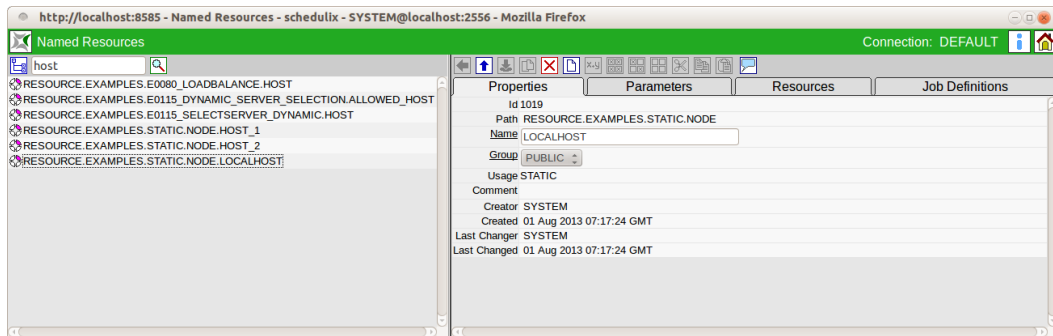 http://localhost:8585 - Named Resources - schedulix - SYSTEM@localhost:2556 - Mozilla Firefox
Named Resources
Connection: DEFAULT
host
RESOURCE.EXAMPLES.E0080_LOADBALANCE.HOST
RESOURCE.EXAMPLES.E0115_DYNAMIC_SERVER_SELECTION.ALLOWED_HOST
RESOURCE.EXAMPLES.E0115_SELECTSERVER_DYNAMIC.HOST
RESOURCE.EXAMPLES.STATIC.NODE.HOST_1
RESOURCE.EXAMPLES.STATIC.NODE.HOST_2
RESOURCE.EXAMPLES.STATIC.NODE.LOCALHOST
Properties Parameters Resources Job Definitions
Id 1019
Path RESOURCE.EXAMPLES.STATIC.NODE
Name LOCALHOST
Group PUBLIC
Usage STATIC
Comment
Creator SYSTEM
Created 01 Aug 2013 07:17:24 GMT
Last Changer SYSTEM
Last Changed 01 Aug 2013 07:17:24 GMT